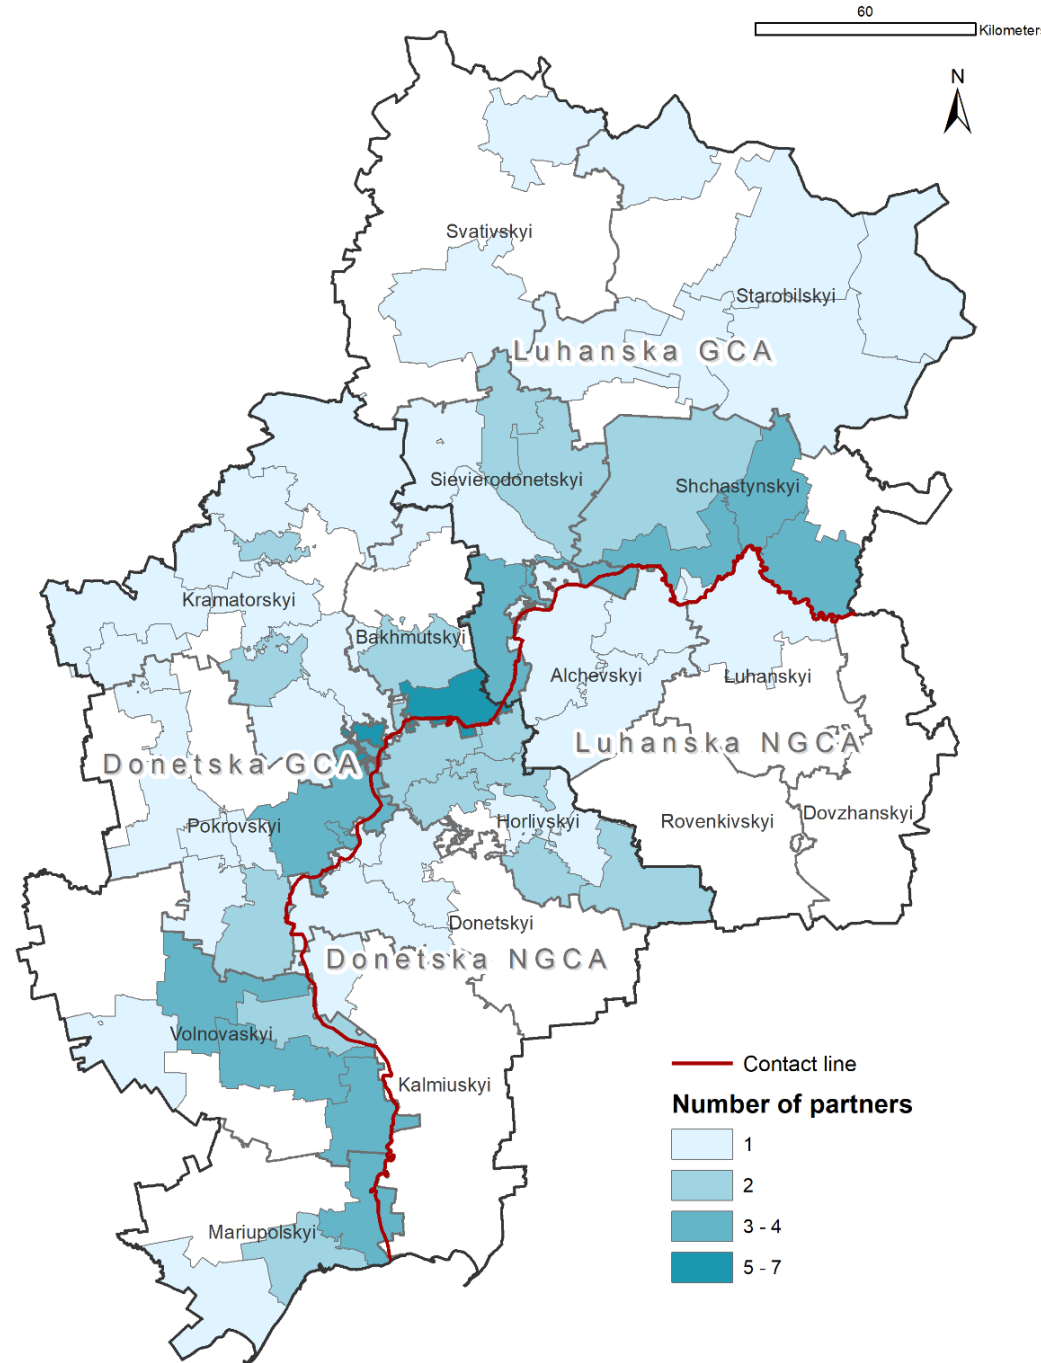 60
Kilometers
N
Svativskyi
Starobilskyi
Luhanska GCA
Sievierodonetskyi
Shchastynskyi
Kramatorskyi
Bakhmutskyi
Alchevskyi
Luhanskyi
Luhanska NGCA
Donetska GCA
Pokrovskyi
Horlivskyi
Rovenkivskyi
Dovzhanskyi
Donetskyi
Donetska NGCA
Volnovaskyi
Kalmiuskyi
Mariupolskyi
Contact line
Number of partners
1
2
3 - 4
5 - 7